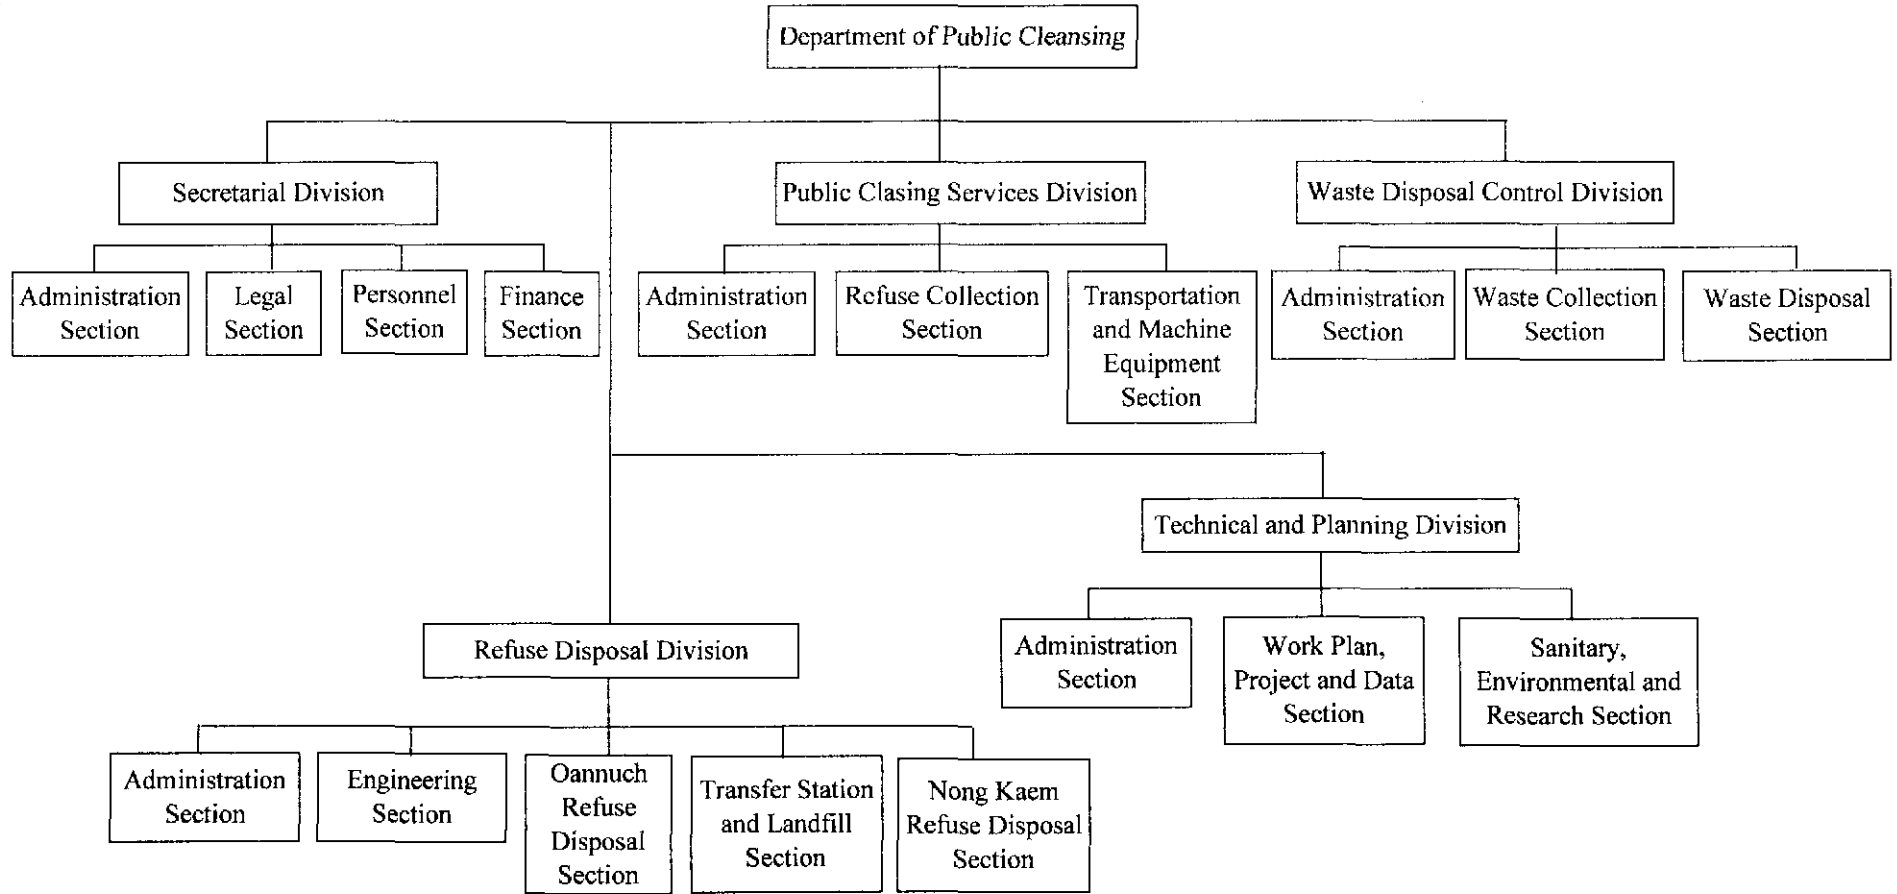 Department of Public Cleansing
Secretarial Division
Public Clasing Services Division
Waste Disposal Control Division
Administration
Section
Legal
Section
Personnel
Section
Finance
Section
Administration
Section
Refuse Collection
Section
Transportation
and Machine
Equipment
Section
Administration
Section
Waste Collection
Section
Waste Disposal
Section
Technical and Planning Division
Administration
Section
Work Plan,
Project and Data
Section
Sanitary,
Environmental and
Research Section
Refuse Disposal Division
Administration
Section
Engineering
Section
Oannuch
Refuse
Disposal
Section
Transfer Station
and Landfill
Section
Nong Kaem
Refuse Disposal
Section